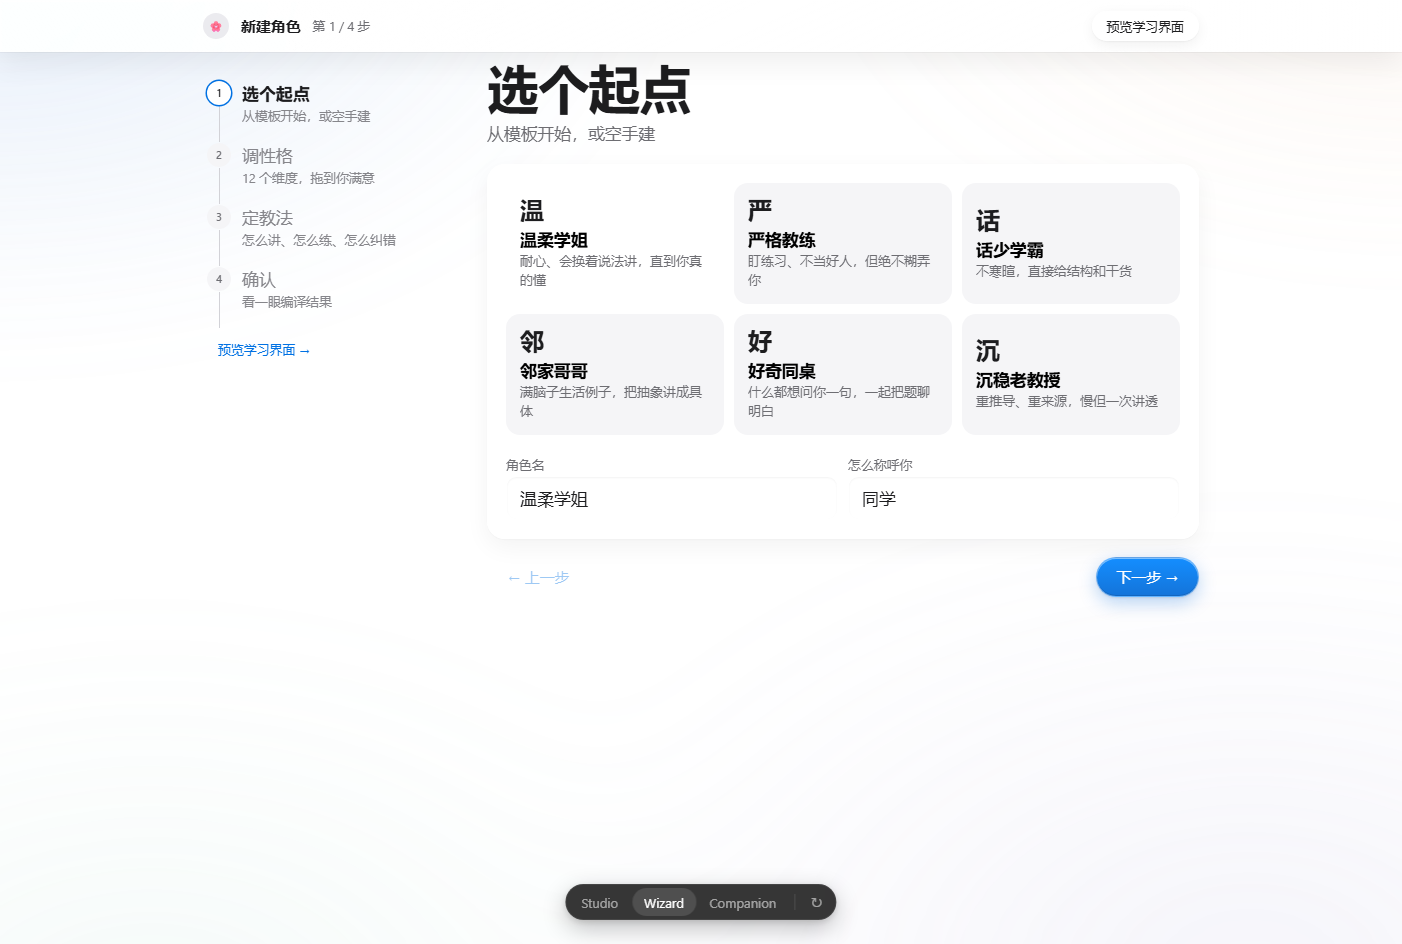 新建角色 第 1 / 4 步
预览学习界面
1
选个起点
从模板开始，或空手建
2
调性格
12 个维度，拖到你满意
3
定教法
怎么讲、怎么练、怎么纠错
4
确认
看一眼编译结果
预览学习界面 →
选个起点
从模板开始，或空手建
温
温柔学姐
耐心、会换着说法讲，直到你真
的懂
严
严格教练
盯练习、不当好人，但绝不糊弄
你
话
话少学霸
不寒暄，直接给结构和干货
邻
邻家哥哥
满脑子生活例子，把抽象讲成具
体
好
好奇同桌
什么都想问你一句，一起把题聊
明白
沉
沉稳老教授
重推导、重来源，慢但一次讲透
角色名
温柔学姐
怎么称呼你
同学
← 上一步
下一步 →
Studio Wizard Companion ↻